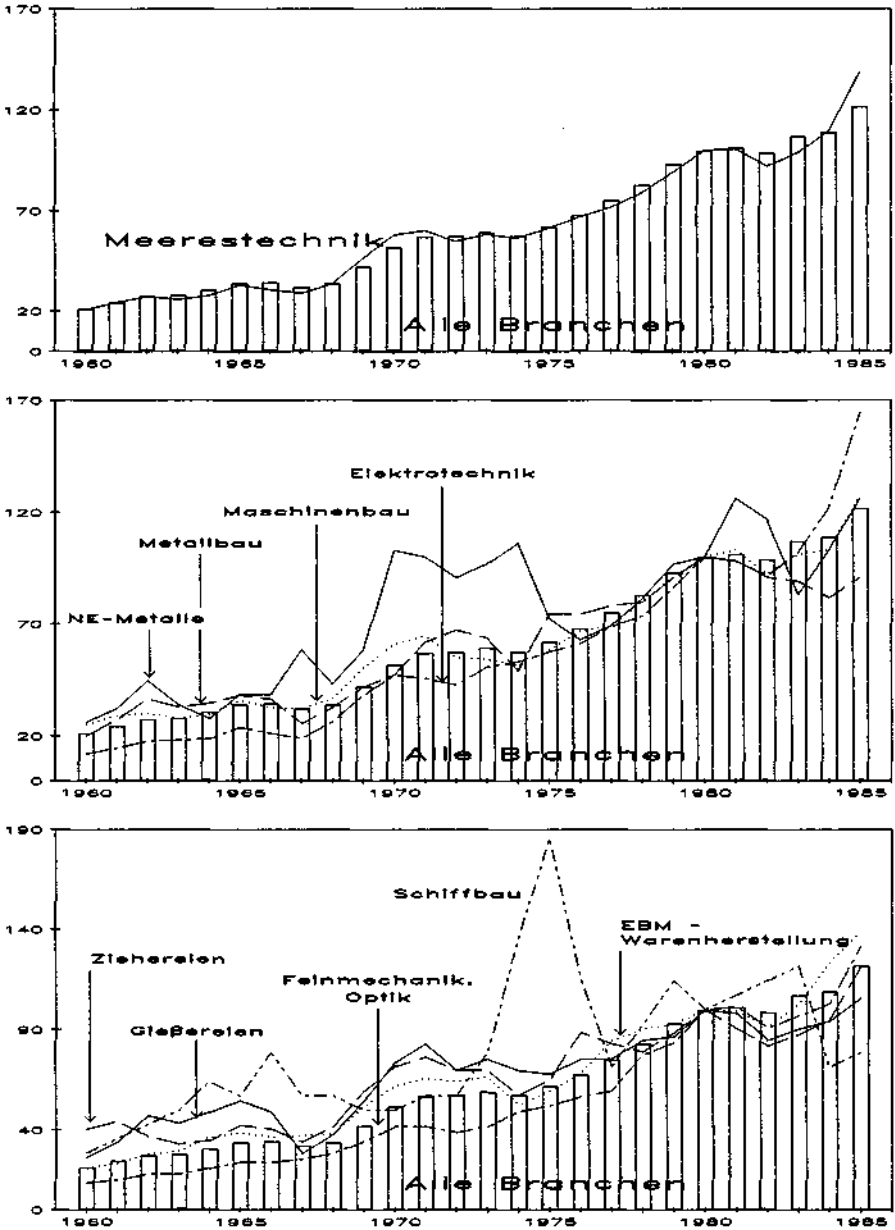 170
120
70
20
0
Meerestechnik
Alle Branchen
1960 1965 1970 1975 1980 1985
170
120
70
20
0
Elektrotechnik
Maschinenbau
Metallbau
NE-Metalle
Alle Branchen
1960 1965 1970 1975 1980 1985
190
140
90
40
0
Schiffbau
EBM -
Warenherstellung
Ziehereien
Feinmechanik,
Optik
Gießereien
Alle Branchen
1960 1965 1970 1975 1980 1985